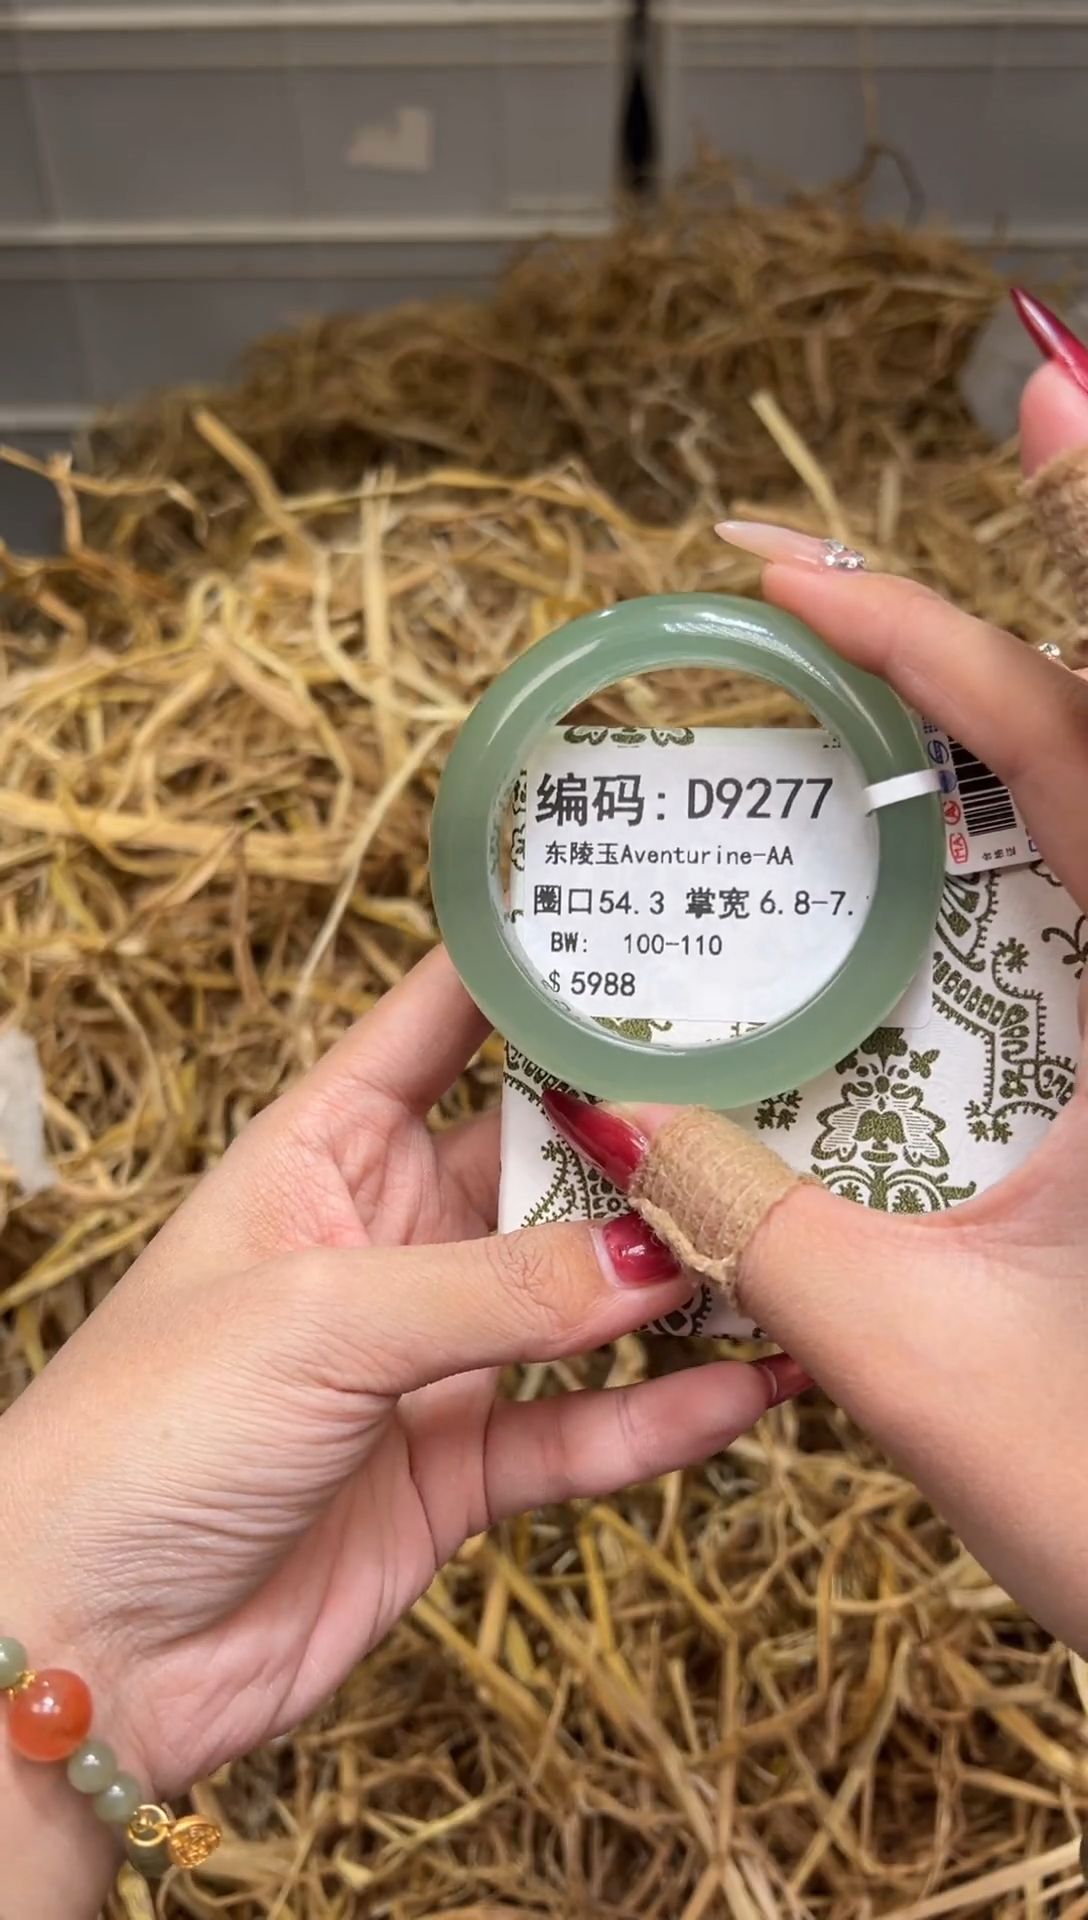 编码: D9277
东陵玉Aventurine-AA
圈口54.3 掌宽6.8-7.
BW: 100-110
$ 5988